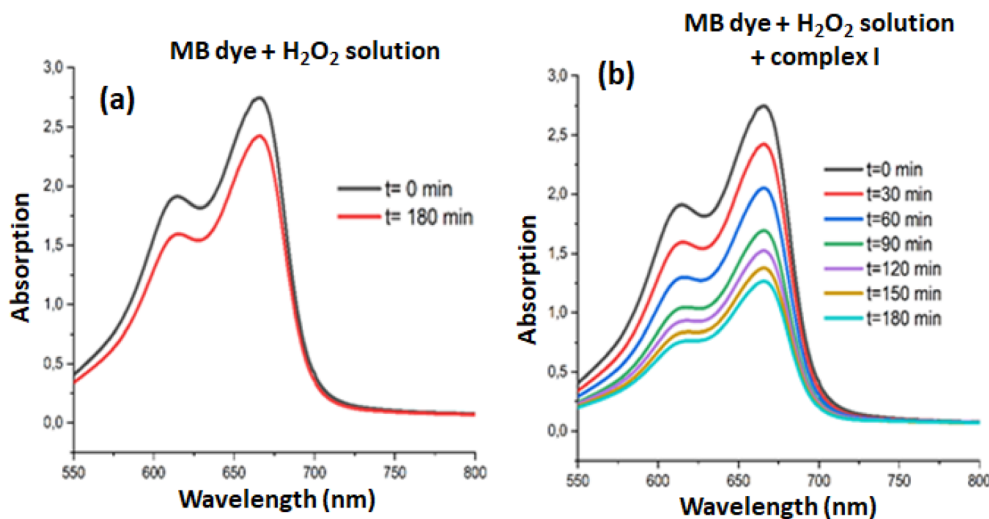 MB dye + H₂O₂ solution
(a)
3,0
2,5
2,0
1,5
1,0
0,5
0,0
Absorption
t= 0 min
t= 180 min
550
600
650
700
750
800
Wavelength (nm)
MB dye + H₂O₂ solution
+ complex I
(b)
3,0
2,5
2,0
1,5
1,0
0,5
0,0
Absorption
t=0 min
t=30 min
t=60 min
t=90 min
t=120 min
t=150 min
t=180 min
550
600
650
700
750
800
Wavelength (nm)